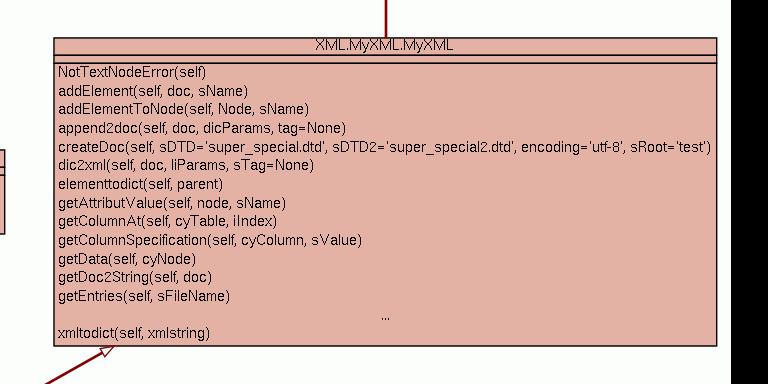 XML.MyXML.MyXML
NotTextNodeError(self)
addElement(self, doc, sName)
addElementToNode(self, Node, sName)
append2doc(self, doc, dicParams, tag=None)
createDoc(self, sDTD='super_special.dtd', sDTD2='super_special2.dtd', encoding='utf-8', sRoot='test')
dic2xml(self, doc, liParams, sTag=None)
elementtodict(self, parent)
getAttributValue(self, node, sName)
getColumnAt(self, cyTable, iIndex)
getColumnSpecification(self, cyColumn, sValue)
getData(self, cyNode)
getDoc2String(self, doc)
getEntries(self, sFileName)
...
xmltodict(self, xmlstring)